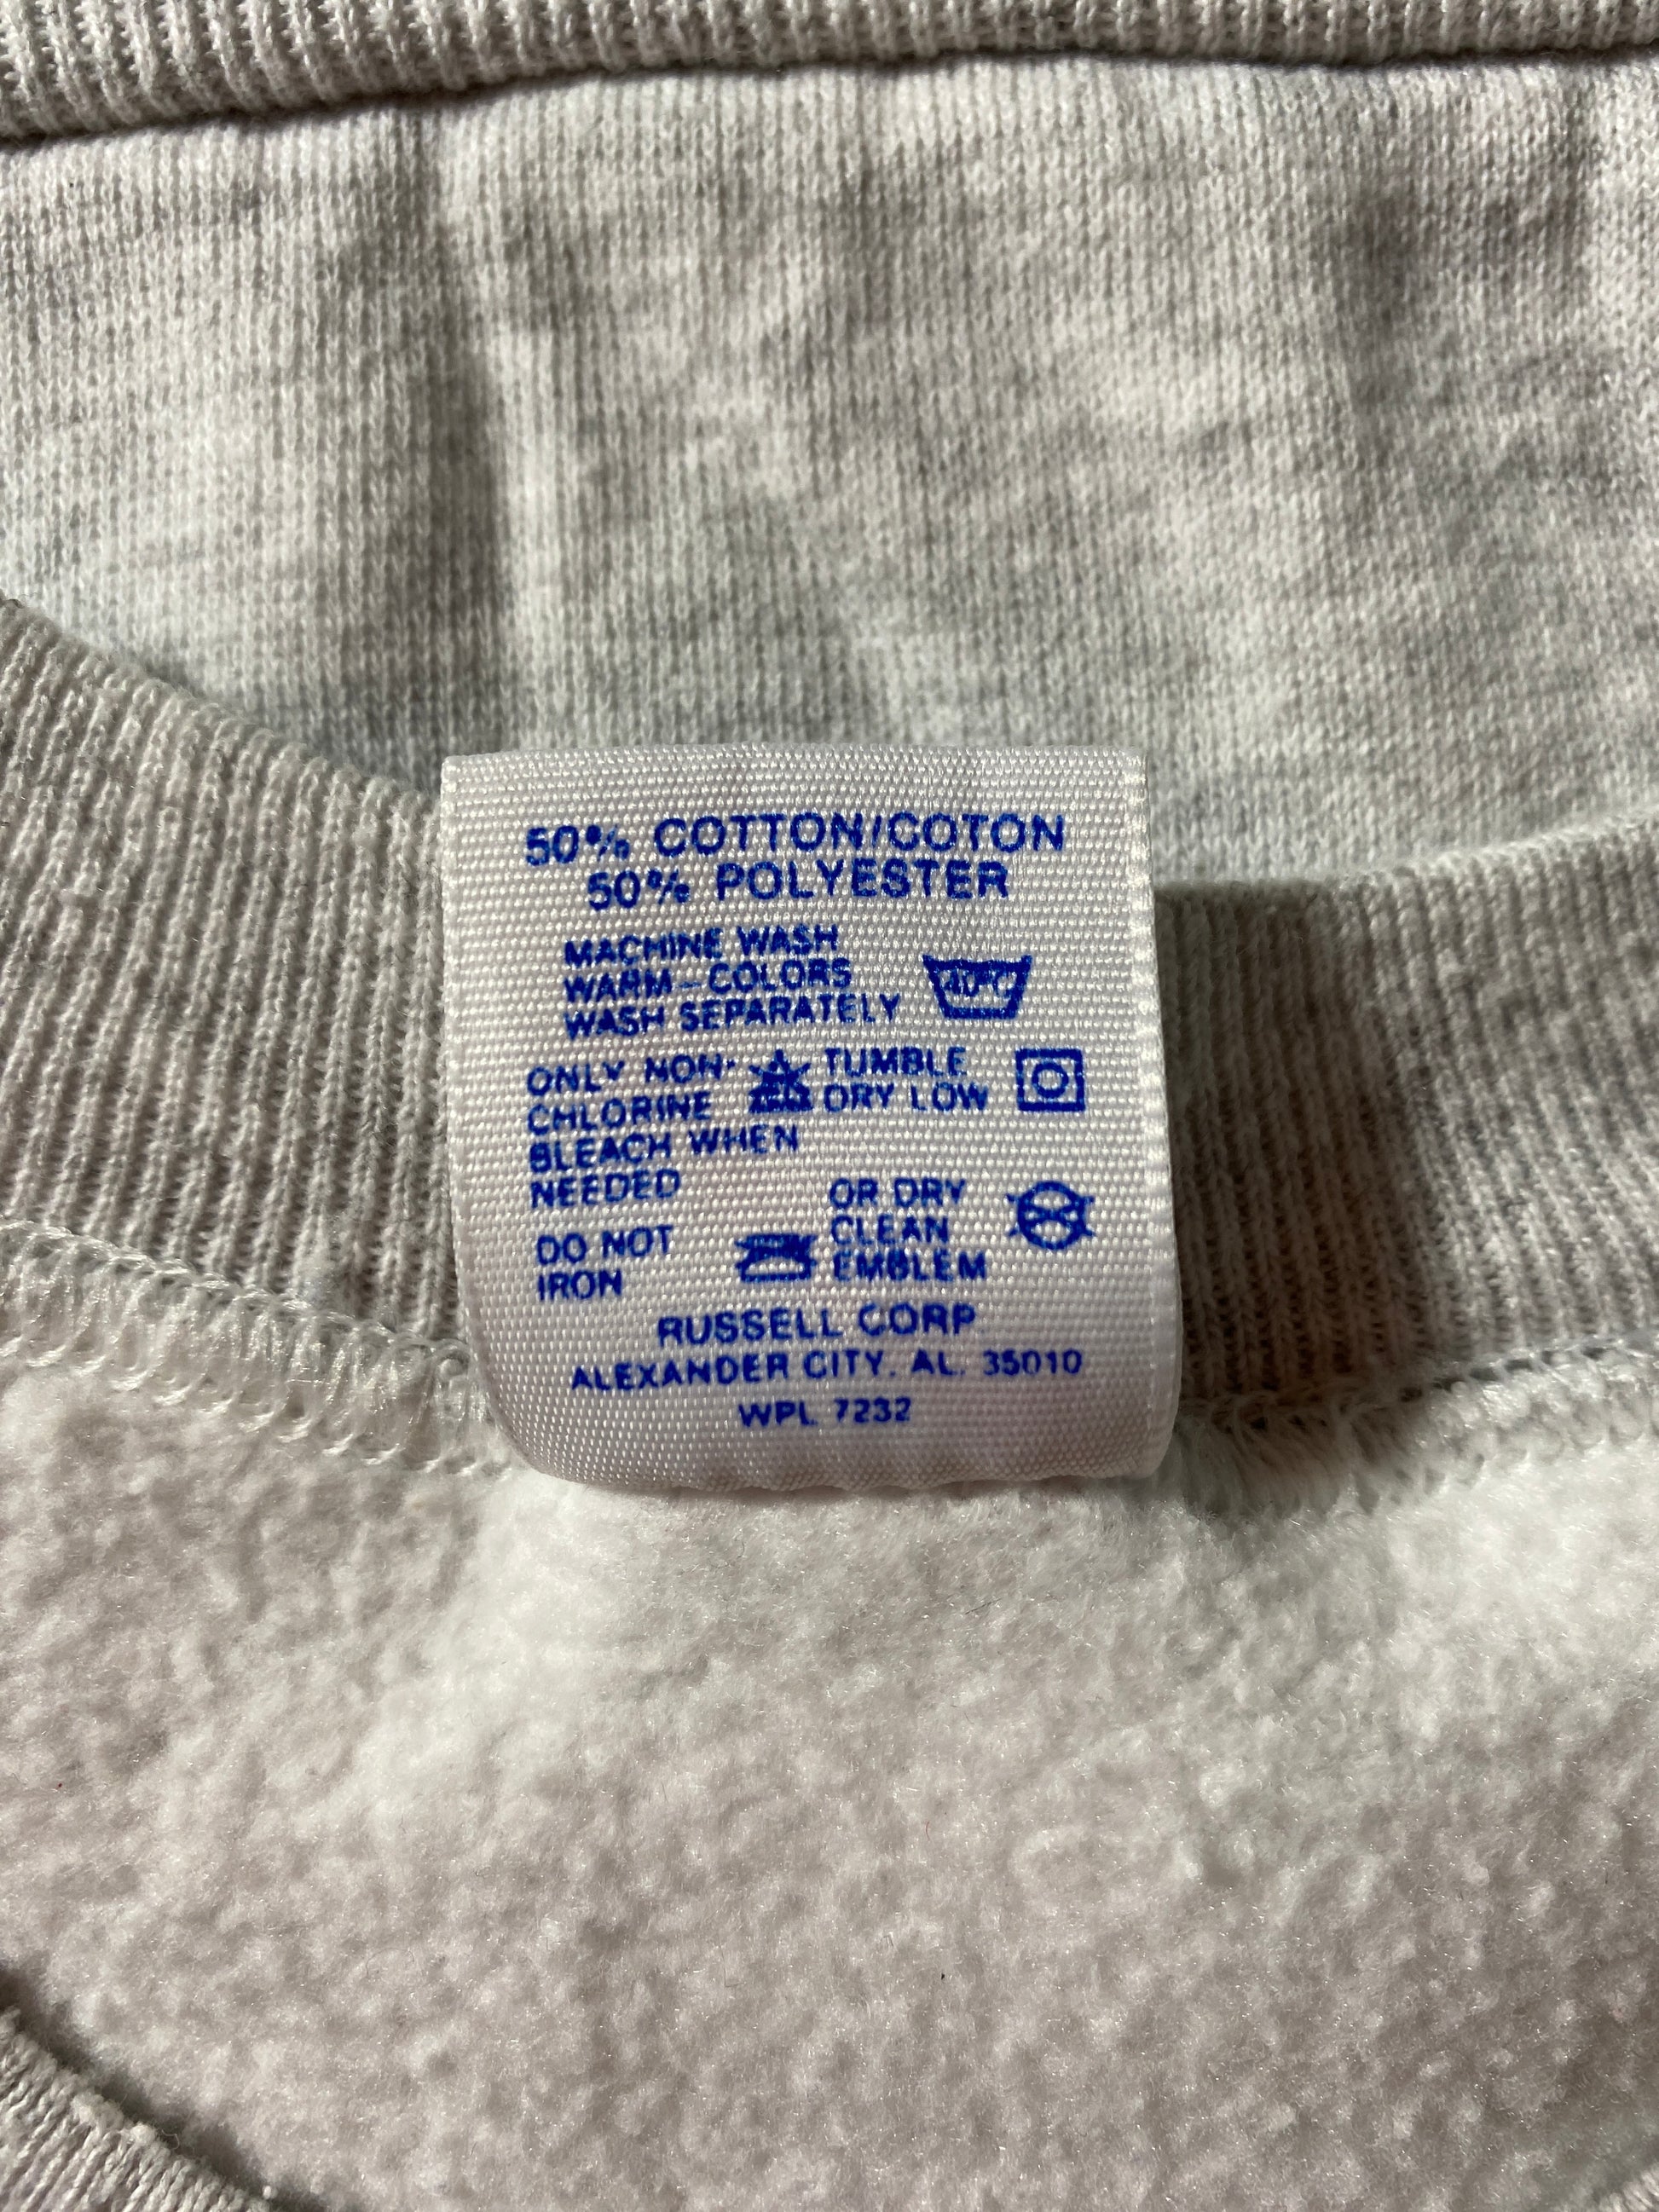 50% COTTON/COTON
50% POLYESTER
MACHINE WASH
WARM-COLORS
WASH SEPARATELY
40°C
ONLY NON-
CHLORINE
BLEACH WHEN
NEEDED
TUMBLE
DRY LOW
DO NOT
IRON
OR DRY
CLEAN
EMBLEM
RUSSELL CORP.
ALEXANDER CITY, AL. 35010
WPL 7232